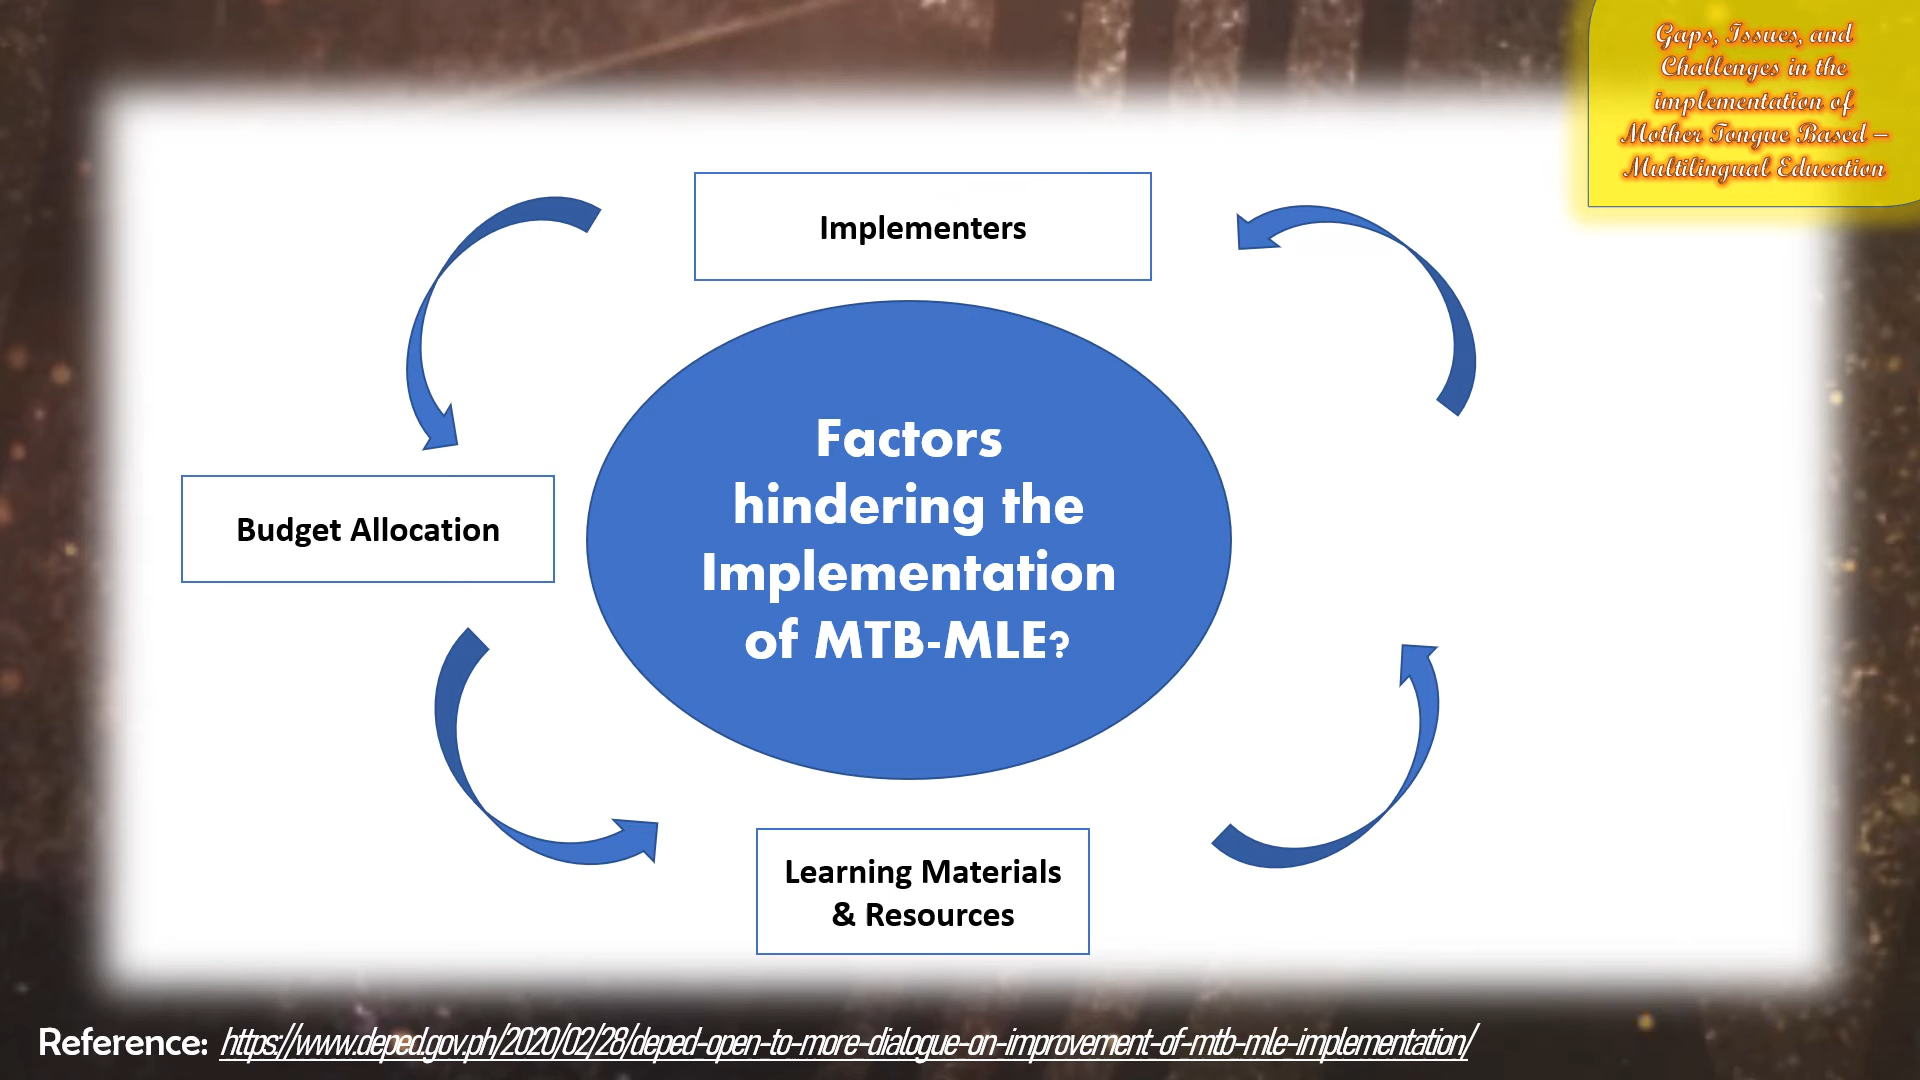 Gaps, Issues, and
Challenges in the
implementation of
Mother Tongue Based –
Multilingual Education
Implementers
Factors
hindering the
Implementation
of MTB-MLE?
Budget Allocation
Learning Materials
& Resources
Reference: https://www.deped.gov.ph/2020/02/28/deped-open-to-more-dialogue-on-improvement-of-mtb-mle-implementation/